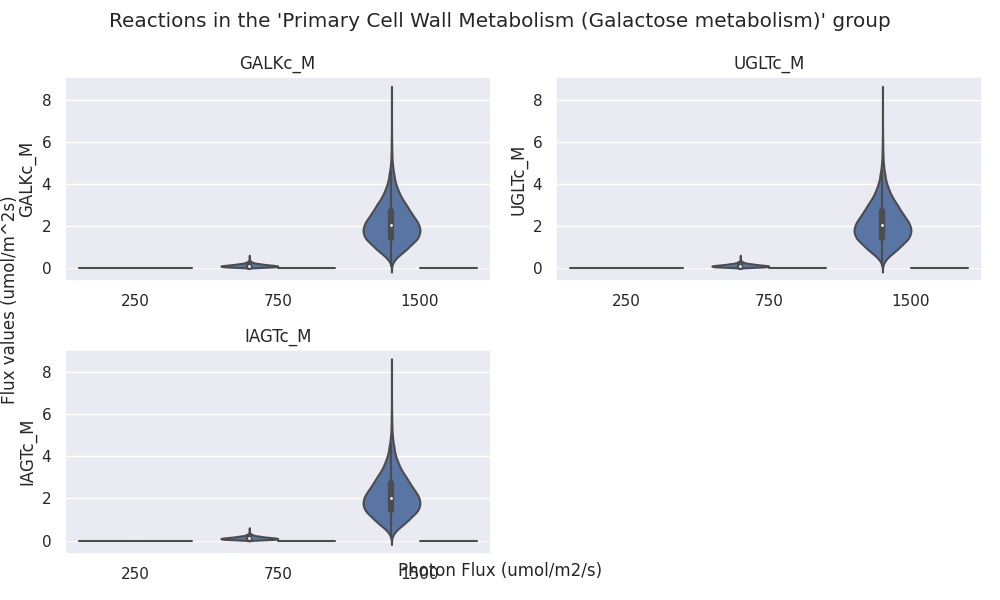 Reactions in the 'Primary Cell Wall Metabolism (Galactose metabolism)' group
GALKc_M
UGLTc_M
8
6
4
2
0
GALKc_M
250
750
1500
8
6
4
2
0
UGLTc_M
250
750
1500
Flux values (umol/m^2s)
IAGTc_M
8
6
4
2
0
IAGTc_M
250
750
1500
Photon Flux (umol/m2/s)